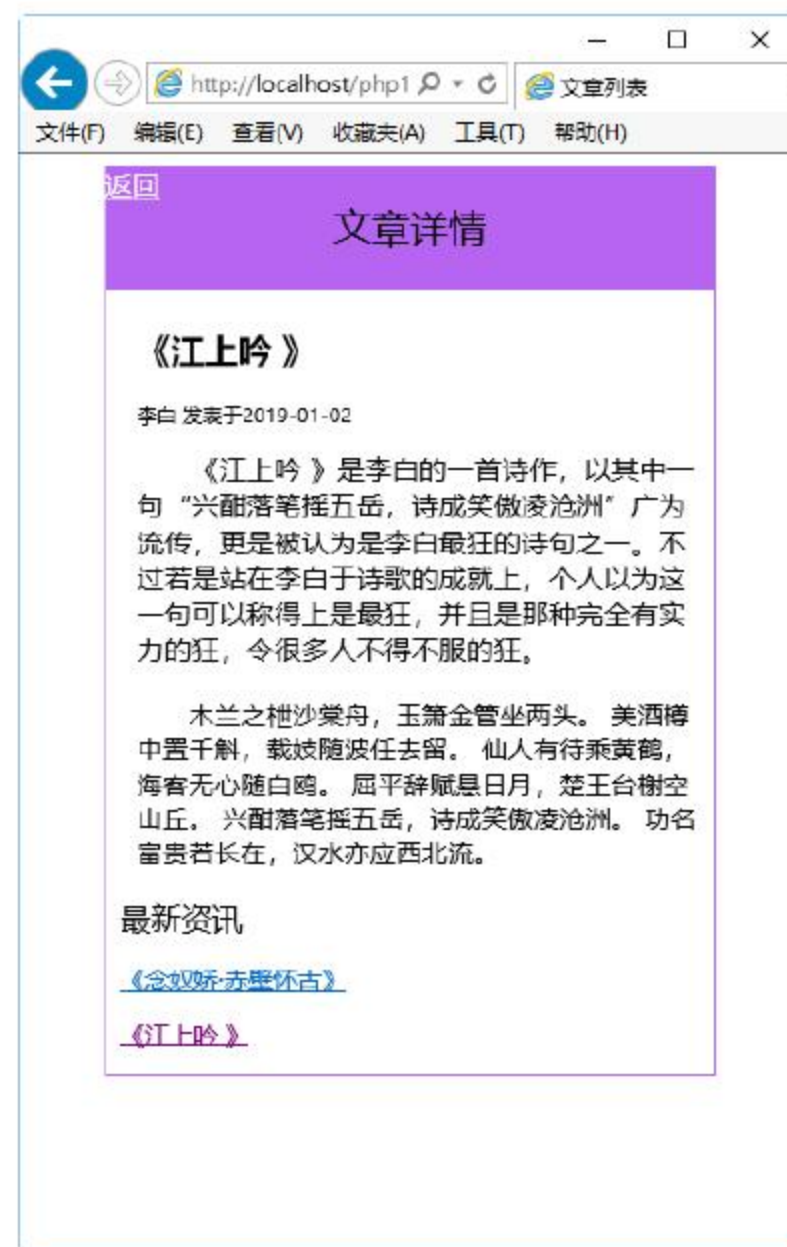 http://localhost/php1
文章列表
文件(F) 编辑(E) 查看(V) 收藏夹(A) 工具(T) 帮助(H)
返回
文章详情
《江上吟 》
李白 发表于2019-01-02
《江上吟 》是李白的一首诗作，以其中一
句“兴酣落笔摇五岳，诗成笑傲凌沧洲”广为
流传，更是被认为是李白最狂的诗句之一。不
过若是站在李白于诗歌的成就上，个人以为这
一句可以称得上是最狂，并且是那种完全有实
力的狂，令很多人不得不服的狂。
木兰之枻沙棠舟，玉箫金管坐两头。 美酒樽
中置千斛，载妓随波任去留。 仙人有待乘黄鹤，
海客无心随白鸥。 屈平辞赋悬日月，楚王台榭空
山丘。 兴酣落笔摇五岳，诗成笑傲凌沧洲。 功名
富贵若长在，汉水亦应西北流。
最新资讯
《念奴娇·赤壁怀古》
《江上吟 》